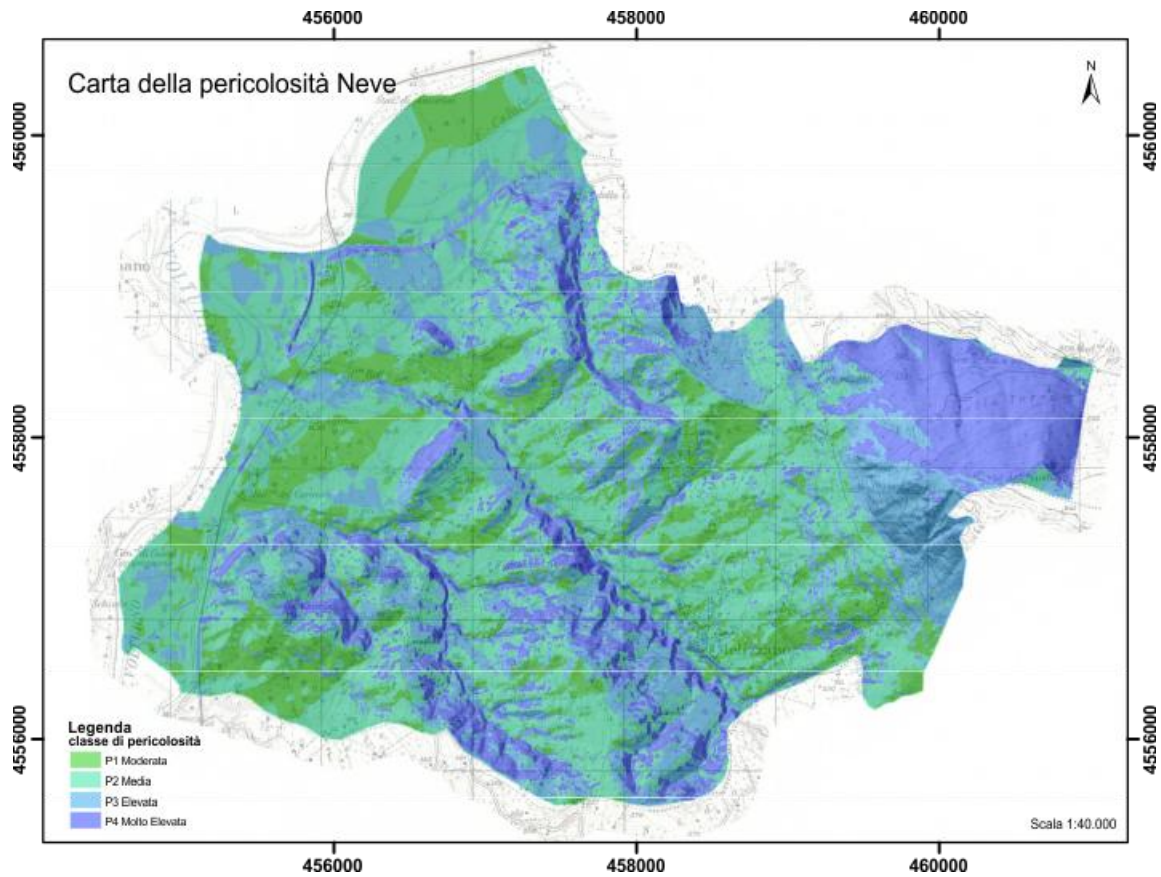 456000 458000 460000
Carta della pericolosità Neve
N
4560000 4560000
4558000 4558000
4556000 4556000
Legenda
classe di pericolosità
P1 Moderata
P2 Media
P3 Elevata
P4 Molto Elevata
Scala 1:40.000
456000 458000 460000